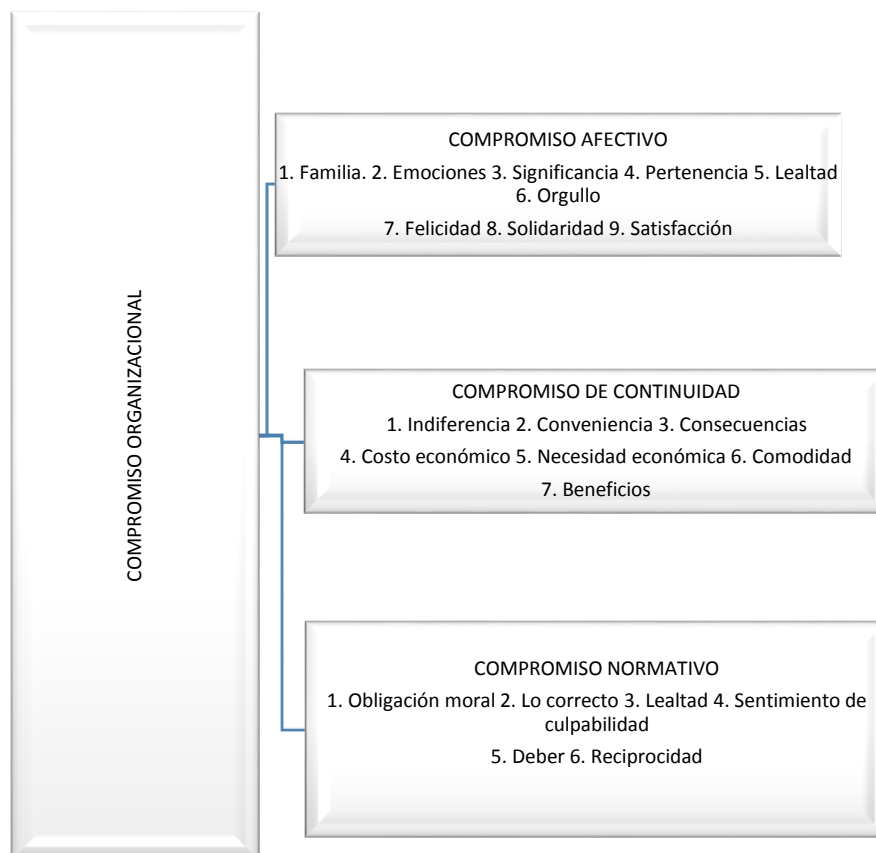 COMPROMISO ORGANIZACIONAL
COMPROMISO AFECTIVO
1. Familia. 2. Emociones 3. Significancia 4. Pertenencia 5. Lealtad
6. Orgullo
7. Felicidad 8. Solidaridad 9. Satisfacción
COMPROMISO DE CONTINUIDAD
1. Indiferencia 2. Conveniencia 3. Consecuencias
4. Costo económico 5. Necesidad económica 6. Comodidad
7. Beneficios
COMPROMISO NORMATIVO
1. Obligación moral 2. Lo correcto 3. Lealtad 4. Sentimiento de
culpabilidad
5. Deber 6. Reciprocidad